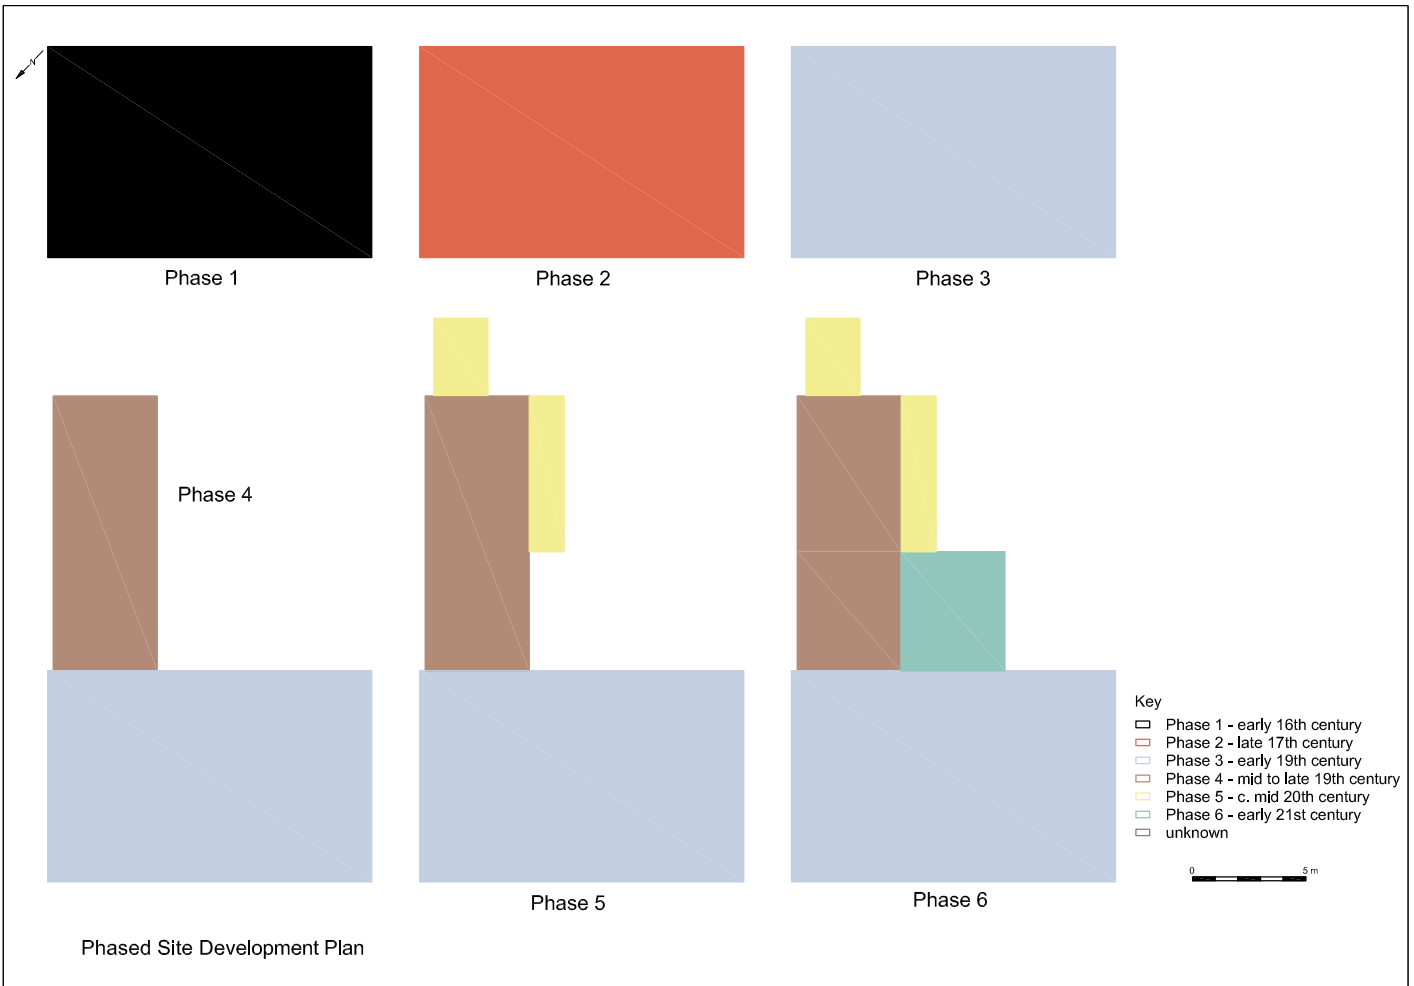 N
Phase 1
Phase 2
Phase 3
Phase 4
Phase 5
Phase 6
Key
Phase 1 - early 16th century
Phase 2 - late 17th century
Phase 3 - early 19th century
Phase 4 - mid to late 19th century
Phase 5 - c. mid 20th century
Phase 6 - early 21st century
unknown
0 5 m
Phased Site Development Plan